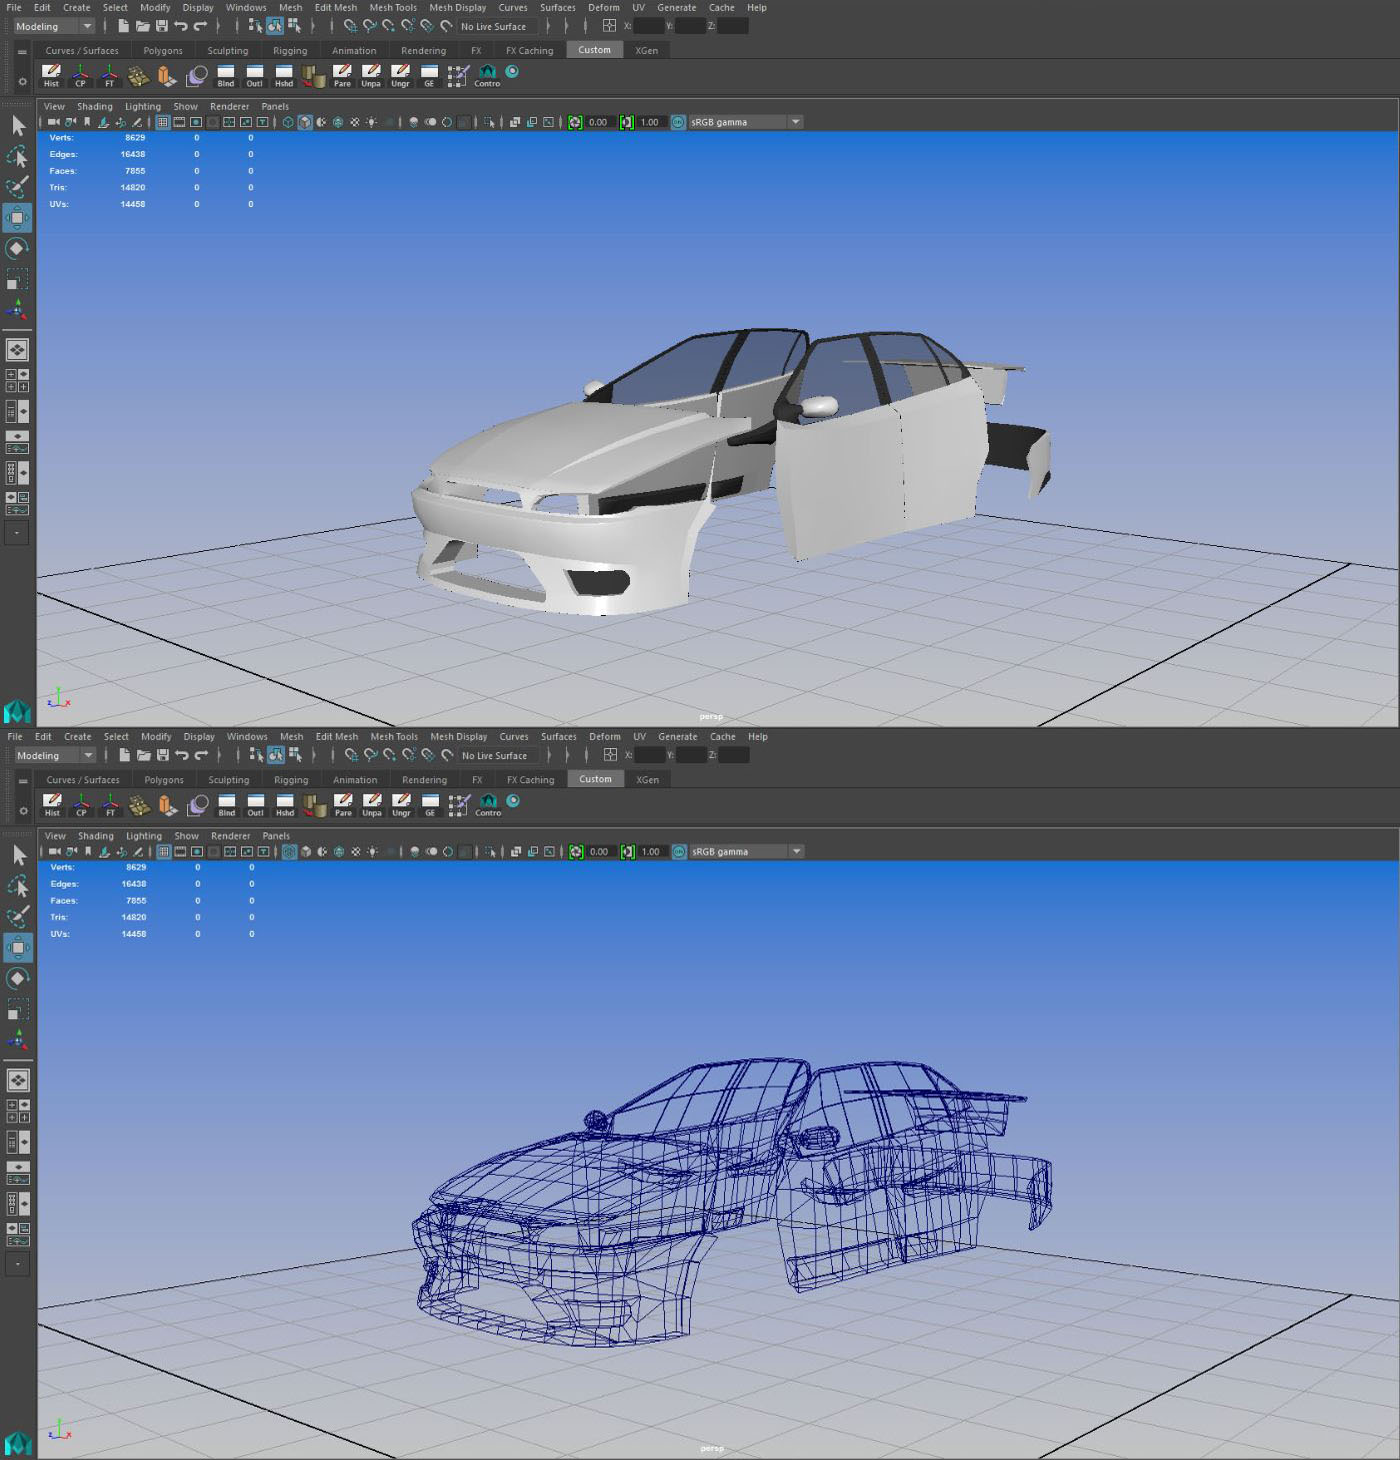 File Edit Create Select Modify Display Windows Mesh Edit Mesh Mesh Tools Mesh Display Curves Surfaces Deform UV Generate Cache Help
Modeling No Live Surface X: Y: Z:
Curves / Surfaces Polygons Sculpting Rigging Animation Rendering FX FX Caching Custom XGen
Hist CP FT Blnd Outl Hshd Pare Unpa Ungr GE Contro
View Shading Lighting Show Renderer Panels
0.00 1.00 sRGB gamma
Verts: 8629 0 0
Edges: 16438 0 0
Faces: 7855 0 0
Tris: 14820 0 0
UVs: 14458 0 0
persp
File Edit Create Select Modify Display Windows Mesh Edit Mesh Mesh Tools Mesh Display Curves Surfaces Deform UV Generate Cache Help
Modeling No Live Surface X: Y: Z:
Curves / Surfaces Polygons Sculpting Rigging Animation Rendering FX FX Caching Custom XGen
Hist CP FT Blnd Outl Hshd Pare Unpa Ungr GE Contro
View Shading Lighting Show Renderer Panels
0.00 1.00 sRGB gamma
Verts: 8629 0 0
Edges: 16438 0 0
Faces: 7855 0 0
Tris: 14820 0 0
UVs: 14458 0 0
persp